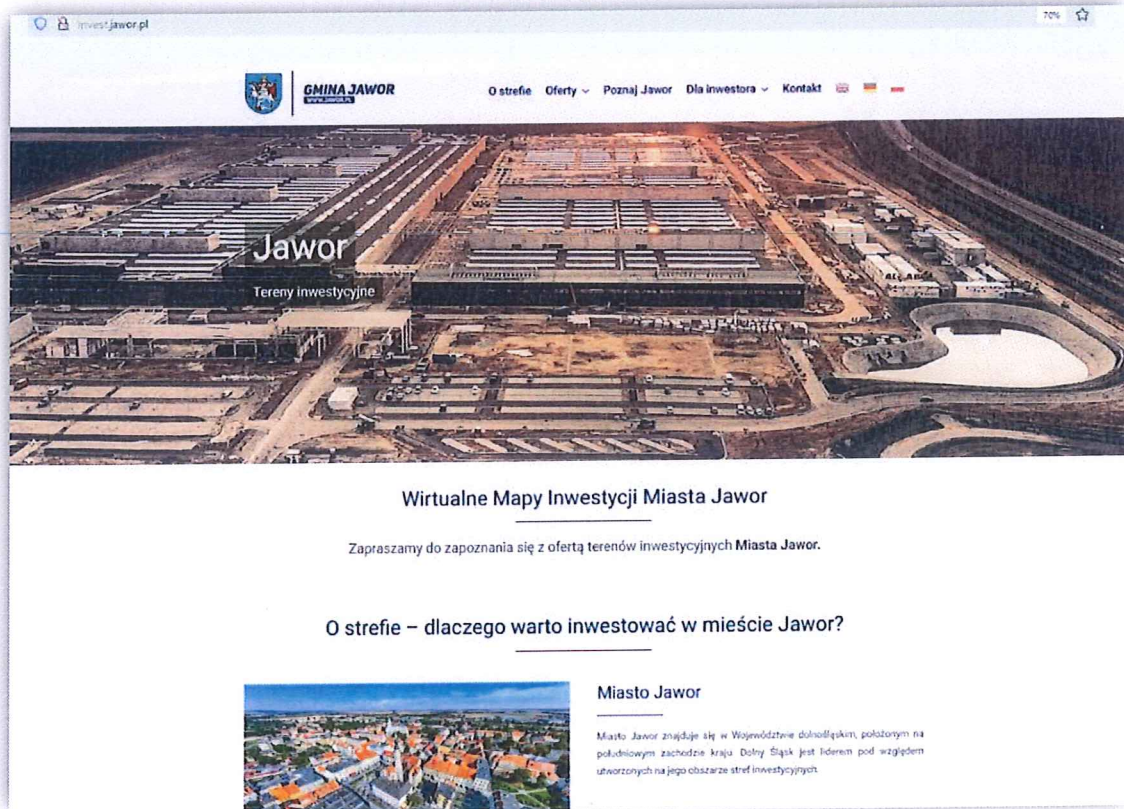 invest.jawor.pl
70%
GMINA JAWOR
WWW.JAWOR.PL
O strefie Oferty Poznaj Jawor Dla inwestora Kontakt
Jawor
Tereny inwestycyjne
Wirtualne Mapy Inwestycji Miasta Jawor
Zapraszamy do zapoznania się z ofertą terenów inwestycyjnych Miasta Jawor.
O strefie – dlaczego warto inwestować w mieście Jawor?
Miasto Jawor
Miasto Jawor znajduje się w Województwie dolnośląskim, położonym na
południowym zachodzie kraju. Dolny Śląsk jest liderem pod względem
utworzonych na jego obszarze stref inwestycyjnych.